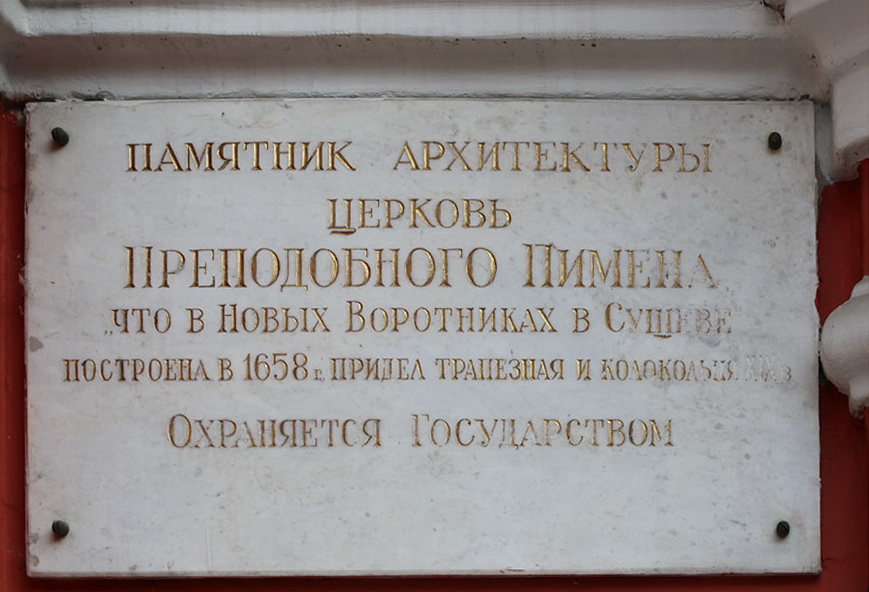 ПАМЯТНИК АРХИТЕКТУРЫ
ЦЕРКОВЬ
ПРЕПОДОБНОГО ПИМЕНА
„ЧТО В НОВЫХ ВОРОТНИКАХ В СУЩЕВЕ
ПОСТРОЕНА В 1658 г., ПРИДЕЛ ТРАПЕЗНАЯ И КОЛОКОЛЬНЯ
ОХРАНЯЕТСЯ ГОСУДАРСТВОМ